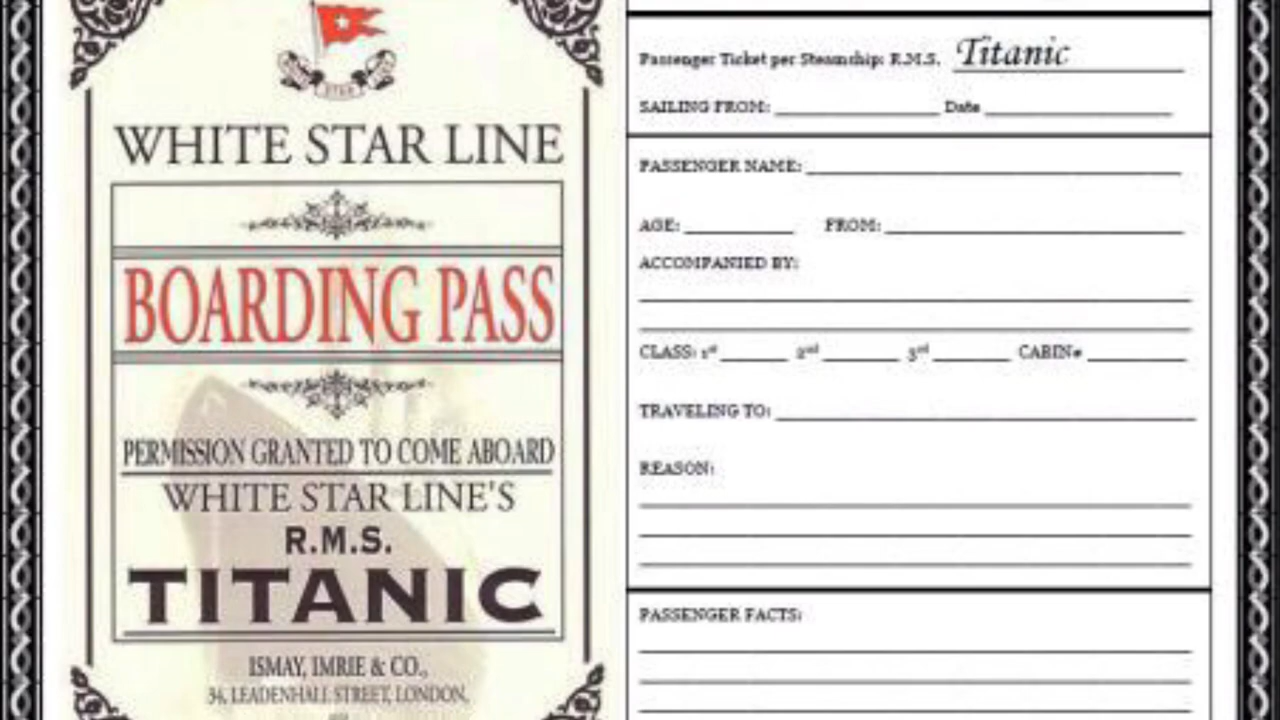 STAR
WHITE STAR LINE
BOARDING PASS
PERMISSION GRANTED TO COME ABOARD
WHITE STAR LINE'S
R.M.S.
TITANIC
ISMAY, IMRIE & CO.,
34, LEADENHALL STREET, LONDON.
Passenger Ticket per Steamship: R.M.S. Titanic
SAILING FROM: Date
PASSENGER NAME:
AGE: FROM:
ACCOMPANIED BY:
CLASS: 1st 2nd 3rd CABIN#
TRAVELING TO:
REASON:
PASSENGER FACTS: